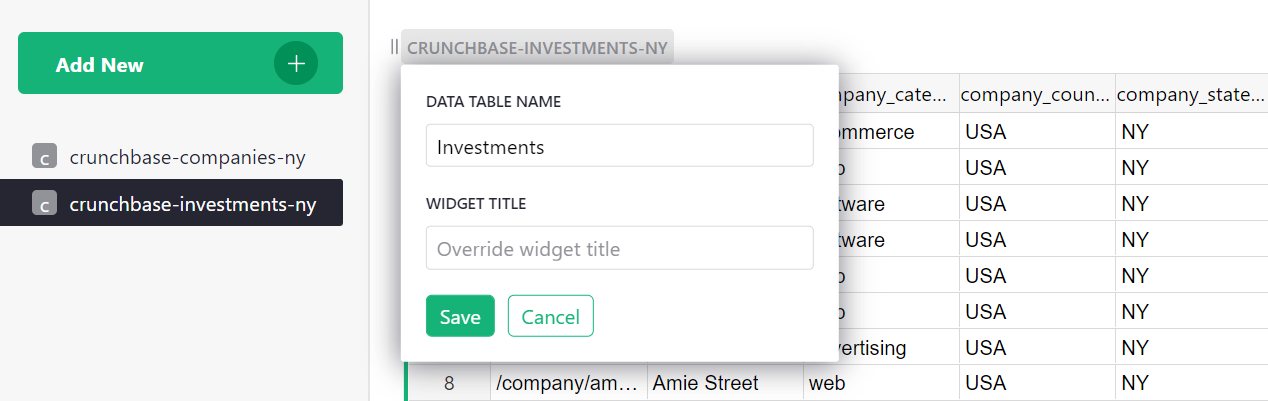 Add New
CRUNCHBASE-INVESTMENTS-NY
DATA TABLE NAME
Investments
WIDGET TITLE
Override widget title
Save Cancel
c crunchbase-companies-ny
c crunchbase-investments-ny
mpany_cate... company_coun... company_state...
ommerce USA NY
USA NY
tware USA NY
tware USA NY
USA NY
USA NY
vertising USA NY
8 /company/am... Amie Street web USA NY